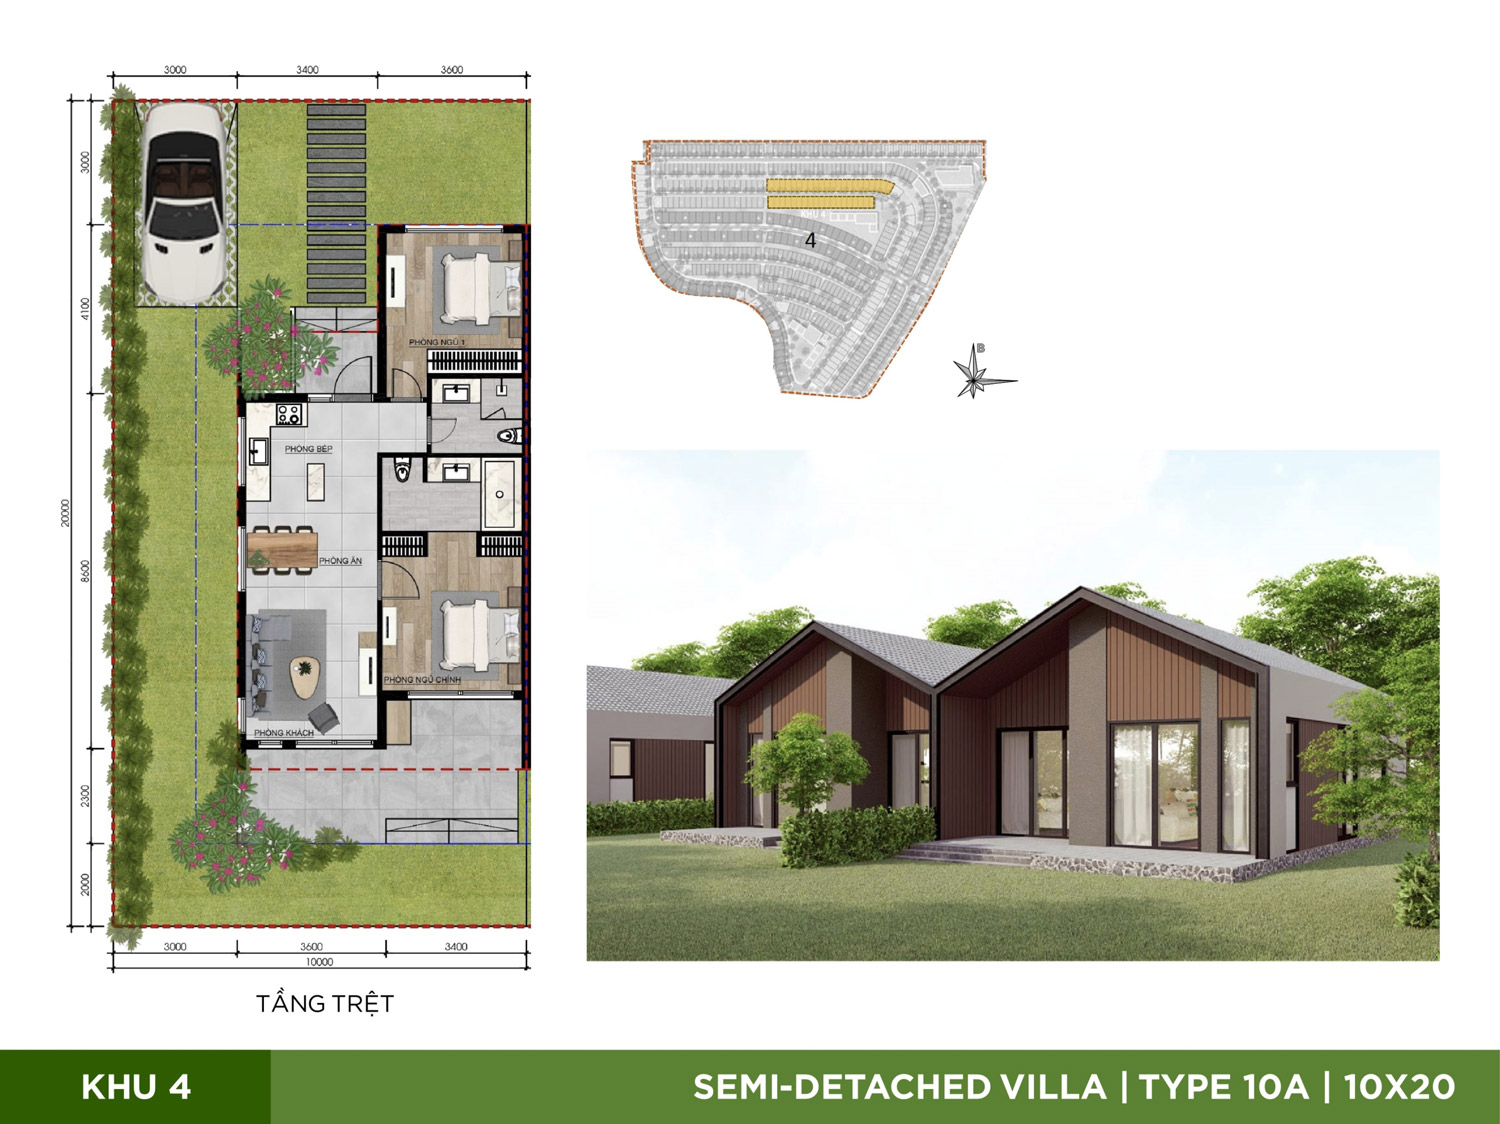 3000 3400 3600
3000
4100
20000
8600
2300
2000
PHÒNG NGỦ 1
PHÒNG BẾP
PHÒNG ĂN
PHÒNG NGỦ CHÍNH
PHÒNG KHÁCH
3000 3600 3400
10000
TẦNG TRỆT
KHU 4
4
B
KHU 4
SEMI-DETACHED VILLA | TYPE 10A | 10X20